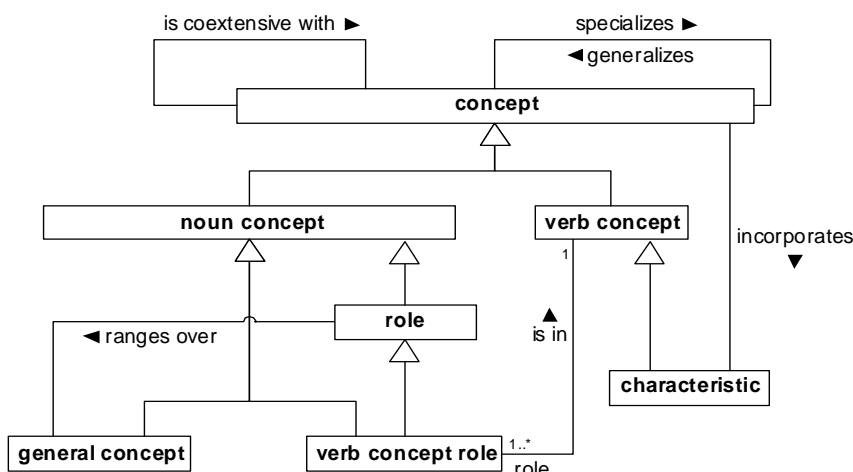 is coextensive with ►
specializes ►
◄ generalizes
concept
noun concept
verb concept
incorporates
▼
1
role
◄ ranges over
▲
is in
characteristic
general concept
verb concept role
1..*
role